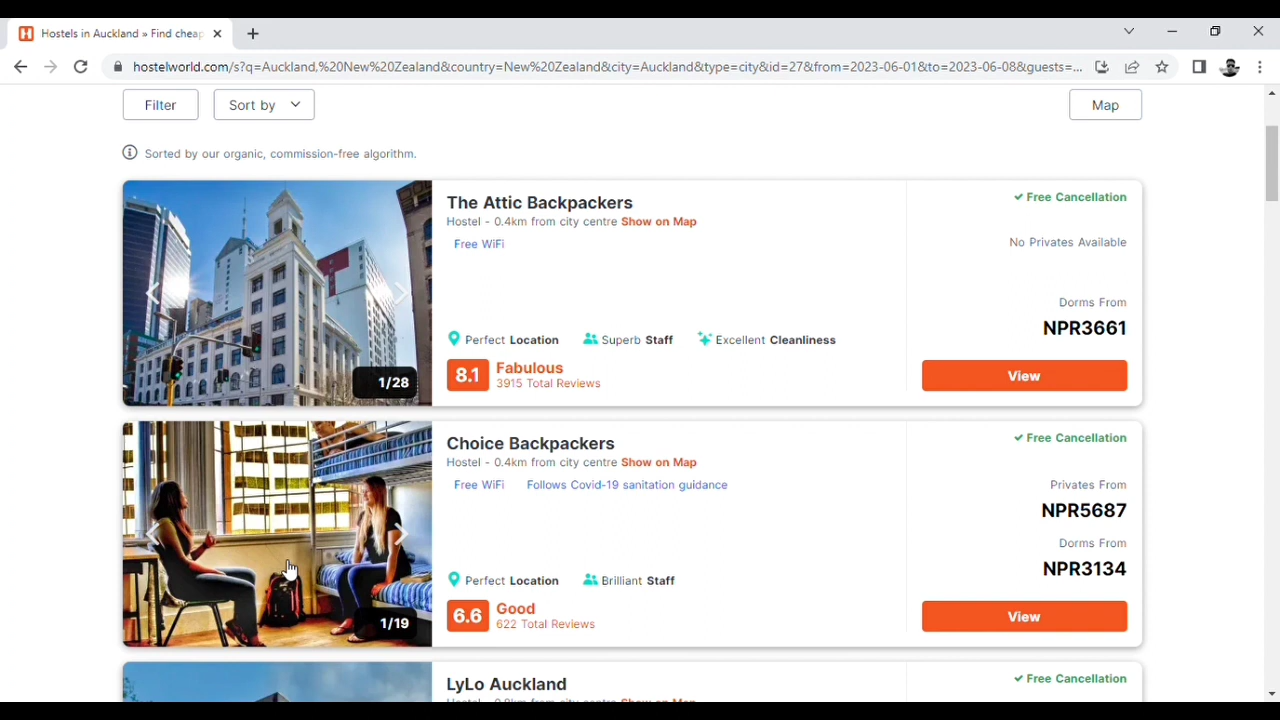 Hostels in Auckland » Find cheap
hostelworld.com/s?q=Auckland,%20New%20Zealand&country=New%20Zealand&city=Auckland&type=city&id=27&from=2023-06-01&to=2023-06-08&guests=...
Filter
Sort by
Map
Sorted by our organic, commission-free algorithm.
The Attic Backpackers
Hostel - 0.4km from city centre Show on Map
Free WiFi
Perfect Location Superb Staff Excellent Cleanliness
8.1 Fabulous
3915 Total Reviews
1/28
Free Cancellation
No Privates Available
Dorms From
NPR3661
View
Choice Backpackers
Hostel - 0.4km from city centre Show on Map
Free WiFi Follows Covid-19 sanitation guidance
Perfect Location Brilliant Staff
6.6 Good
622 Total Reviews
1/19
Free Cancellation
Privates From
NPR5687
Dorms From
NPR3134
View
LyLo Auckland
Free Cancellation